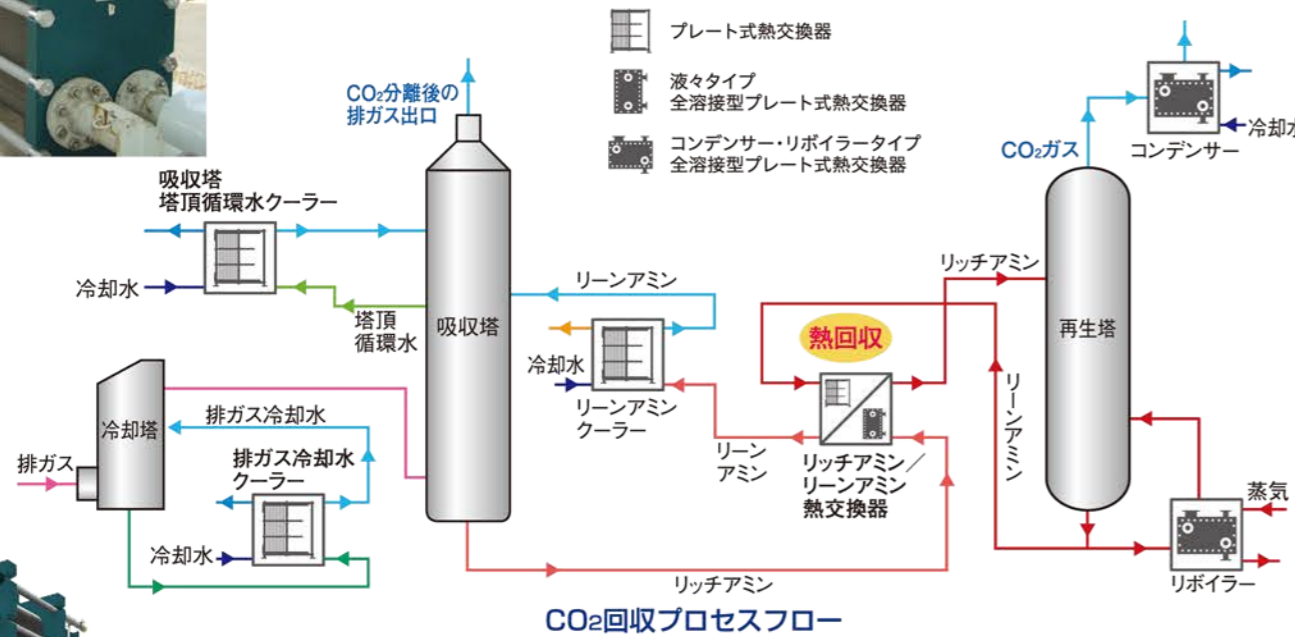 プレート式熱交換器
液々タイプ
全溶接型プレート式熱交換器
コンデンサー・リボイラータイプ
全溶接型プレート式熱交換器
CO₂分離後の
排ガス出口
冷却水
コンデンサー
CO₂ガス
吸収塔
塔頂循環水クーラー
冷却水
塔頂
循環水
吸収塔
リーンアミン
冷却水
リーンアミン
クーラー
熱回収
リッチアミン
再生塔
リーンアミン
リーン
アミン
リッチアミン／
リーンアミン
熱交換器
冷却塔
排ガス冷却水
排ガス
排ガス冷却水
クーラー
冷却水
蒸気
リボイラー
リッチアミン
CO₂回収プロセスフロー